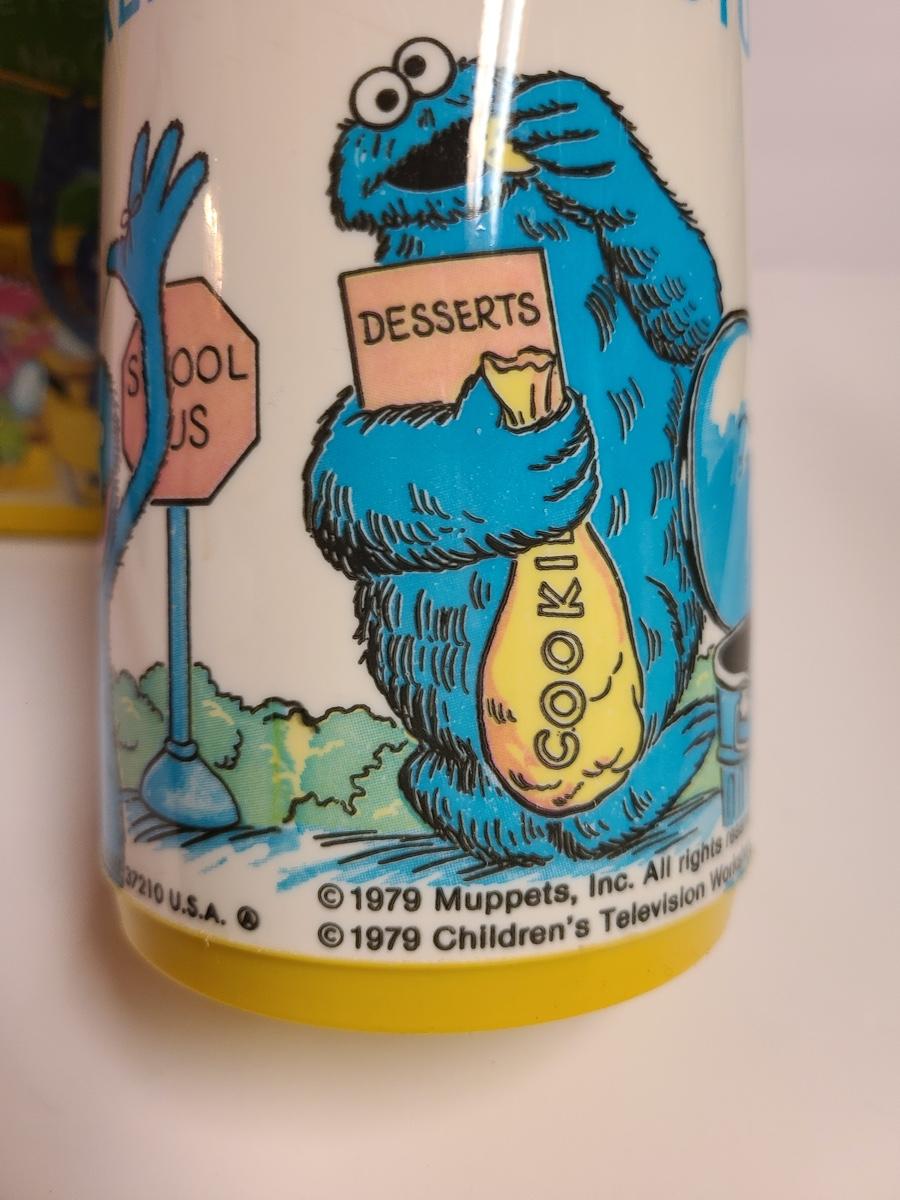 DESSERTS
S OOL
US
COOKI
37210 U.S.A.
© 1979 Muppets, Inc. All rights
© 1979 Children's Television